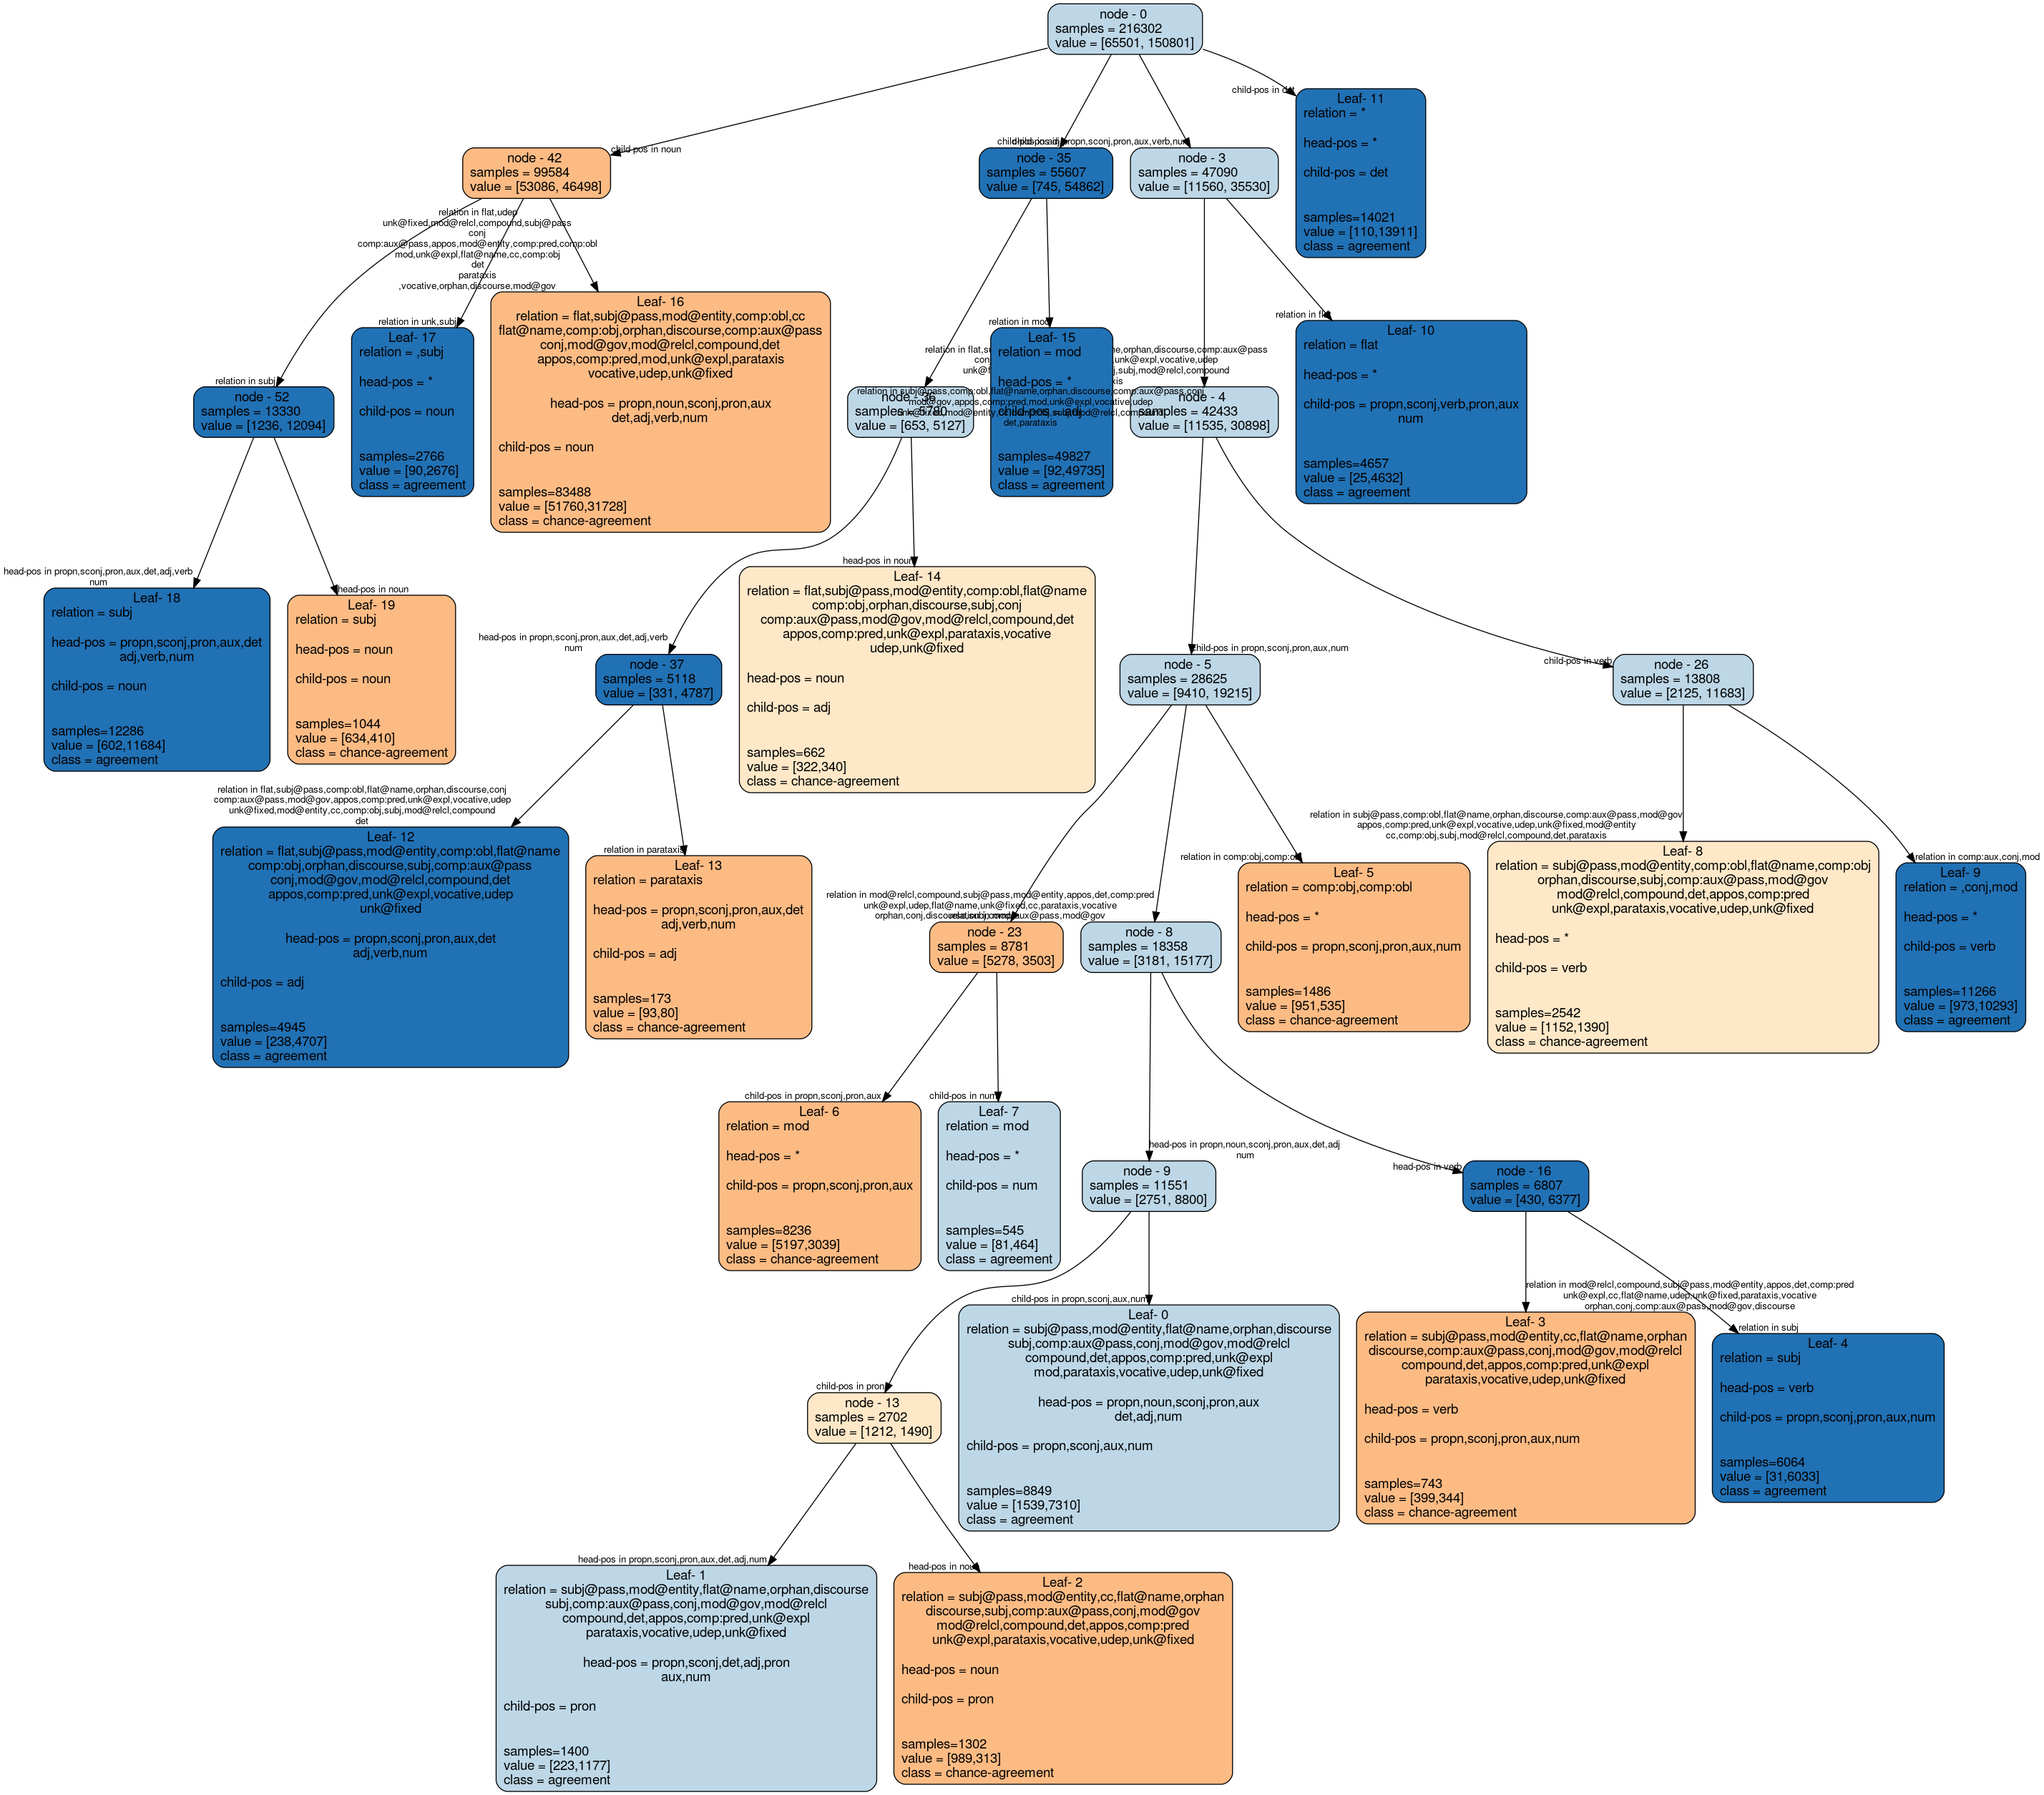 node - 0
samples = 216302
value = [65501, 150801]
child-pos in det
Leaf- 11
relation = *
head-pos = *
child-pos = det
samples=14021
value = [110,13911]
class = agreement
child-pos in noun
node - 42
samples = 99584
value = [53086, 46498]
child-pos in adj
child-pos in propn,sconj,pron,aux,verb,num
node - 35
samples = 55607
value = [745, 54862]
node - 3
samples = 47090
value = [11560, 35530]
relation in flat,udep
unk@fixed,mod@relcl,compound,subj@pass
conj
comp:aux@pass,appos,mod@entity,comp:pred,comp:obl
mod,unk@expl,flat@name,cc,comp:obj
det
parataxis
,vocative,orphan,discourse,mod@gov
Leaf- 16
relation = flat,subj@pass,mod@entity,comp:obl,cc
flat@name,comp:obj,orphan,discourse,comp:aux@pass
conj,mod@gov,mod@relcl,compound,det
appos,comp:pred,mod,unk@expl,parataxis
vocative,udep,unk@fixed
head-pos = propn,noun,sconj,pron,aux
det,adj,verb,num
child-pos = noun
samples=83488
value = [51760,31728]
class = chance-agreement
relation in unk,subj
Leaf- 17
relation = ,subj
head-pos = *
child-pos = noun
samples=2766
value = [90,2676]
class = agreement
relation in mod
Leaf- 15
relation = mod
head-pos = *
child-pos = adj
samples=49827
value = [92,49735]
class = agreement
relation in flat
Leaf- 10
relation = flat
head-pos = *
child-pos = propn,sconj,verb,pron,aux
num
samples=4657
value = [25,4632]
class = agreement
relation in subj
node - 52
samples = 13330
value = [1236, 12094]
node - 36
samples = 5780
value = [653, 5127]
relation in subj@pass,comp:obl,flat@name,orphan,discourse,comp:aux@pass,conj
mod@gov,appos,comp:pred,mod,unk@expl,vocative,udep
unk@fixed,mod@entity,cc,comp:obj,subj,mod@relcl,compound
det,parataxis
node - 4
samples = 42433
value = [11535, 30898]
head-pos in propn,sconj,pron,aux,det,adj,verb
num
Leaf- 18
relation = subj
head-pos = propn,sconj,pron,aux,det
adj,verb,num
child-pos = noun
samples=12286
value = [602,11684]
class = agreement
head-pos in noun
Leaf- 19
relation = subj
head-pos = noun
child-pos = noun
samples=1044
value = [634,410]
class = chance-agreement
head-pos in noun
Leaf- 14
relation = flat,subj@pass,mod@entity,comp:obl,flat@name
comp:obj,orphan,discourse,subj,conj
comp:aux@pass,mod@gov,mod@relcl,compound,det
appos,comp:pred,unk@expl,parataxis,vocative
udep,unk@fixed
head-pos = noun
child-pos = adj
samples=662
value = [322,340]
class = chance-agreement
head-pos in propn,sconj,pron,aux,det,adj,verb
num
node - 37
samples = 5118
value = [331, 4787]
child-pos in propn,sconj,pron,aux,num
node - 5
samples = 28625
value = [9410, 19215]
child-pos in verb
node - 26
samples = 13808
value = [2125, 11683]
relation in flat,subj@pass,comp:obl,flat@name,orphan,discourse,conj
comp:aux@pass,mod@gov,appos,comp:pred,unk@expl,vocative,udep
unk@fixed,mod@entity,cc,comp:obj,subj,mod@relcl,compound
det
Leaf- 12
relation = flat,subj@pass,mod@entity,comp:obl,flat@name
comp:obj,orphan,discourse,subj,comp:aux@pass
conj,mod@gov,mod@relcl,compound,det
appos,comp:pred,unk@expl,vocative,udep
unk@fixed
head-pos = propn,sconj,pron,aux,det
adj,verb,num
child-pos = adj
samples=4945
value = [238,4707]
class = agreement
relation in parataxis
Leaf- 13
relation = parataxis
head-pos = propn,sconj,pron,aux,det
adj,verb,num
child-pos = adj
samples=173
value = [93,80]
class = chance-agreement
relation in comp:obj,comp:obl
Leaf- 5
relation = comp:obj,comp:obl
head-pos = *
child-pos = propn,sconj,pron,aux,num
samples=1486
value = [951,535]
class = chance-agreement
relation in subj@pass,comp:obl,flat@name,orphan,discourse,comp:aux@pass,mod@gov
appos,comp:pred,unk@expl,vocative,udep,unk@fixed,mod@entity
cc,comp:obj,subj,mod@relcl,compound,det,parataxis
Leaf- 8
relation = subj@pass,mod@entity,comp:obl,flat@name,comp:obj
orphan,discourse,subj,comp:aux@pass,mod@gov
mod@relcl,compound,det,appos,comp:pred
unk@expl,parataxis,vocative,udep,unk@fixed
head-pos = *
child-pos = verb
samples=2542
value = [1152,1390]
class = chance-agreement
relation in comp:aux,conj,mod
Leaf- 9
relation = ,conj,mod
head-pos = *
child-pos = verb
samples=11266
value = [973,10293]
class = agreement
relation in mod@relcl,compound,subj@pass,mod@entity,appos,det,comp:pred
unk@expl,udep,flat@name,unk@fixed,cc,parataxis,vocative
orphan,conj,discourse,subj,comp:aux@pass,mod@gov
node - 23
samples = 8781
value = [5278, 3503]
node - 8
samples = 18358
value = [3181, 15177]
child-pos in propn,sconj,pron,aux
Leaf- 6
relation = mod
head-pos = *
child-pos = propn,sconj,pron,aux
samples=8236
value = [5197,3039]
class = chance-agreement
child-pos in num
Leaf- 7
relation = mod
head-pos = *
child-pos = num
samples=545
value = [81,464]
class = agreement
head-pos in propn,noun,sconj,pron,aux,det,adj
num
node - 9
samples = 11551
value = [2751, 8800]
head-pos in verb
node - 16
samples = 6807
value = [430, 6377]
child-pos in propn,sconj,aux,num
Leaf- 0
relation = subj@pass,mod@entity,flat@name,orphan,discourse
subj,comp:aux@pass,conj,mod@gov,mod@relcl
compound,det,appos,comp:pred,unk@expl
mod,parataxis,vocative,udep,unk@fixed
head-pos = propn,noun,sconj,pron,aux
det,adj,num
child-pos = propn,sconj,aux,num
samples=8849
value = [1539,7310]
class = agreement
relation in mod@relcl,compound,subj@pass,mod@entity,appos,det,comp:pred
unk@expl,cc,flat@name,udep,unk@fixed,parataxis,vocative
orphan,conj,comp:aux@pass,mod@gov,discourse
Leaf- 3
relation = subj@pass,mod@entity,cc,flat@name,orphan
discourse,comp:aux@pass,conj,mod@gov,mod@relcl
compound,det,appos,comp:pred,unk@expl
parataxis,vocative,udep,unk@fixed
head-pos = verb
child-pos = propn,sconj,pron,aux,num
samples=743
value = [399,344]
class = chance-agreement
relation in subj
Leaf- 4
relation = subj
head-pos = verb
child-pos = propn,sconj,pron,aux,num
samples=6064
value = [31,6033]
class = agreement
child-pos in pron
node - 13
samples = 2702
value = [1212, 1490]
head-pos in propn,sconj,pron,aux,det,adj,num
Leaf- 1
relation = subj@pass,mod@entity,flat@name,orphan,discourse
subj,comp:aux@pass,conj,mod@gov,mod@relcl
compound,det,appos,comp:pred,unk@expl
parataxis,vocative,udep,unk@fixed
head-pos = propn,sconj,det,adj,pron
aux,num
child-pos = pron
samples=1400
value = [223,1177]
class = agreement
head-pos in noun
Leaf- 2
relation = subj@pass,mod@entity,cc,flat@name,orphan
discourse,subj,comp:aux@pass,conj,mod@gov
mod@relcl,compound,det,appos,comp:pred
unk@expl,parataxis,vocative,udep,unk@fixed
head-pos = noun
child-pos = pron
samples=1302
value = [989,313]
class = chance-agreement